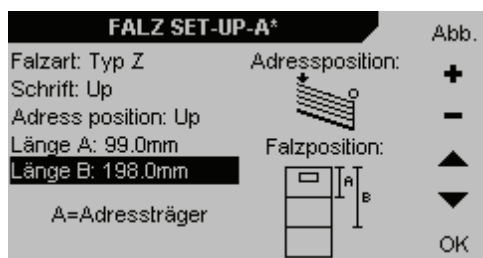 FALZ SET-UP-A*
Abb.
Falzart: Typ Z
Schrift: Up
Adress position: Up
Länge A: 99.0mm
Länge B: 198.0mm
A=Adressträger
Adressposition:
Falzposition:
A
B
+
-
OK